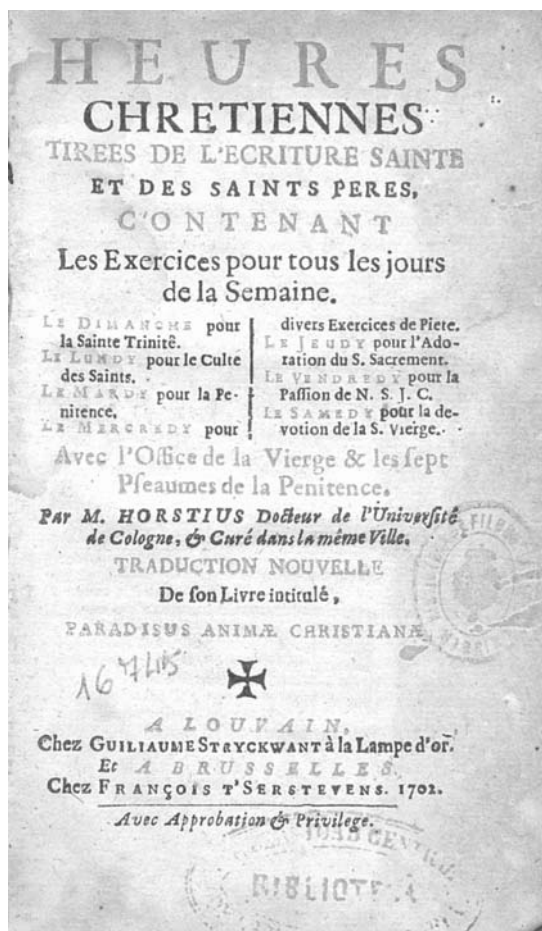 HEURES
CHRETIENNES
TIREES DE L'ECRITURE SAINTE
ET DES SAINTS PERES,
CONTENANT
Les Exercices pour tous les jours
de la Semaine.
LE DIMANCHE pour
la Sainte Trinité.
LE LUNDY pour le Culte
des Saints.
LE MARDY pour la Pe-
nitence.
LE MERCREDY pour
divers Exercices de Piete.
LE JEUDY pour l'Ado-
ration du S. Sacrement.
LE VENDREDY pour la
Paſſion de N. S. J. C.
LE SAMEDY pour la de-
votion de la S. Vierge.
Avec l'Office de la Vierge & les ſept
Pſeaumes de la Penitence.
Par M. HORSTIUS Docteur de l'Univerſité
de Cologne, & Curé dans la même Ville.
TRADUCTION NOUVELLE
De ſon Livre intitulé,
PARADISUS ANIMÆ CHRISTIANÆ,
A LOUVAIN,
Chez GUILIAUME STRYCKWANT à la Lampe d'or.
Et A BRUSSELLES.
Chez FRANÇOIS T'SERSTEVENS. 1702.
Avec Approbation & Privilege.